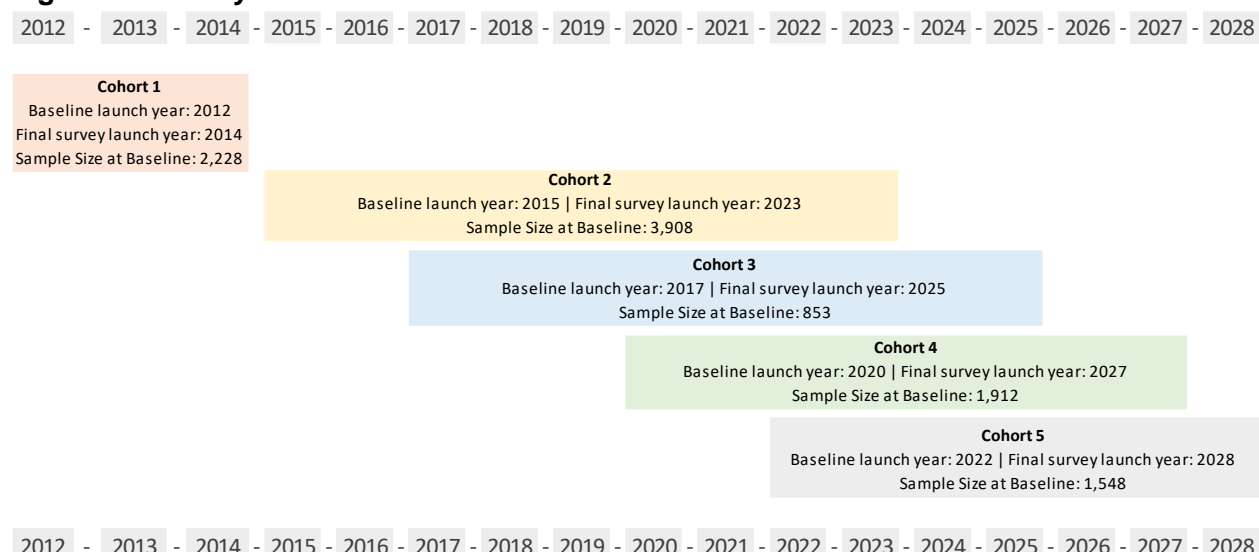 2012 - 2013 - 2014 - 2015 - 2016 - 2017 - 2018 - 2019 - 2020 - 2021 - 2022 - 2023 - 2024 - 2025 - 2026 - 2027 - 2028
Cohort 1
Baseline launch year: 2012
Final survey launch year: 2014
Sample Size at Baseline: 2,228
Cohort 2
Baseline launch year: 2015 | Final survey launch year: 2023
Sample Size at Baseline: 3,908
Cohort 3
Baseline launch year: 2017 | Final survey launch year: 2025
Sample Size at Baseline: 853
Cohort 4
Baseline launch year: 2020 | Final survey launch year: 2027
Sample Size at Baseline: 1,912
Cohort 5
Baseline launch year: 2022 | Final survey launch year: 2028
Sample Size at Baseline: 1,548
2012 - 2013 - 2014 - 2015 - 2016 - 2017 - 2018 - 2019 - 2020 - 2021 - 2022 - 2023 - 2024 - 2025 - 2026 - 2027 - 2028